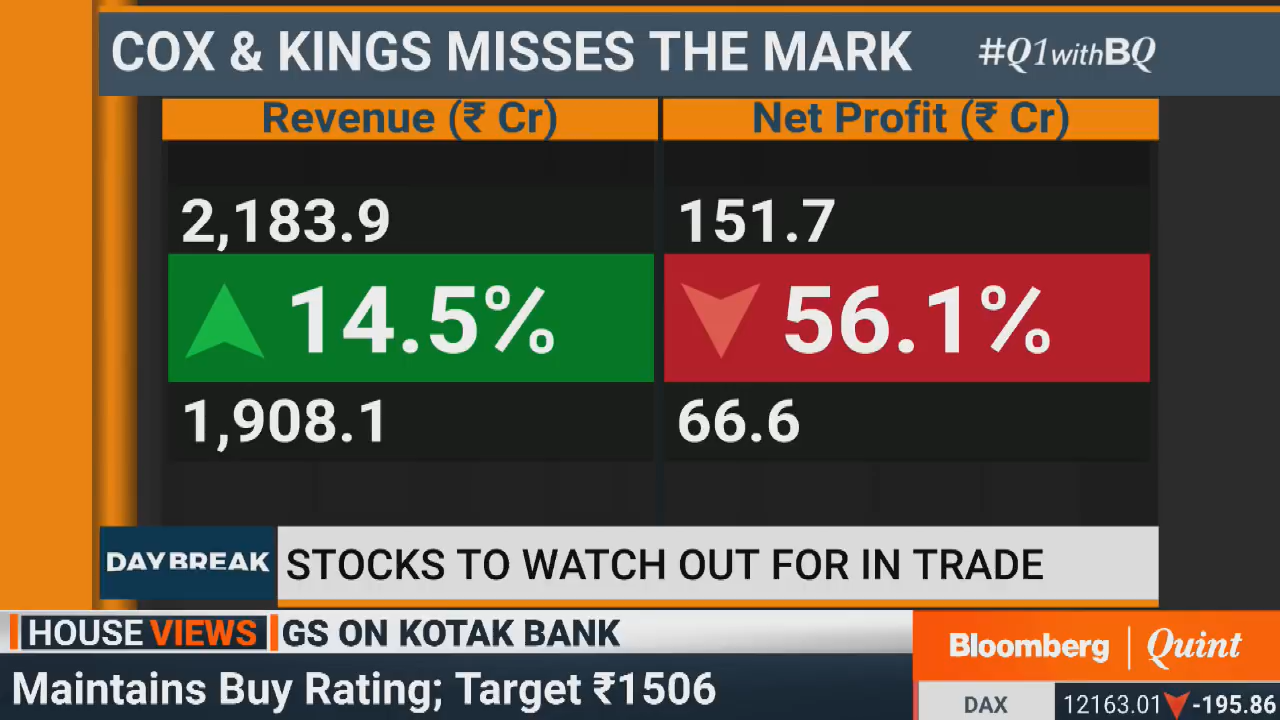 COX & KINGS MISSES THE MARK #Q1withBQ
Revenue (₹ Cr) Net Profit (₹ Cr)
2,183.9 151.7
14.5% 56.1%
1,908.1 66.6
DAYBREAK STOCKS TO WATCH OUT FOR IN TRADE
HOUSE VIEWS GS ON KOTAK BANK
Maintains Buy Rating; Target ₹1506
Bloomberg | Quint
DAX 12163.01 -195.86